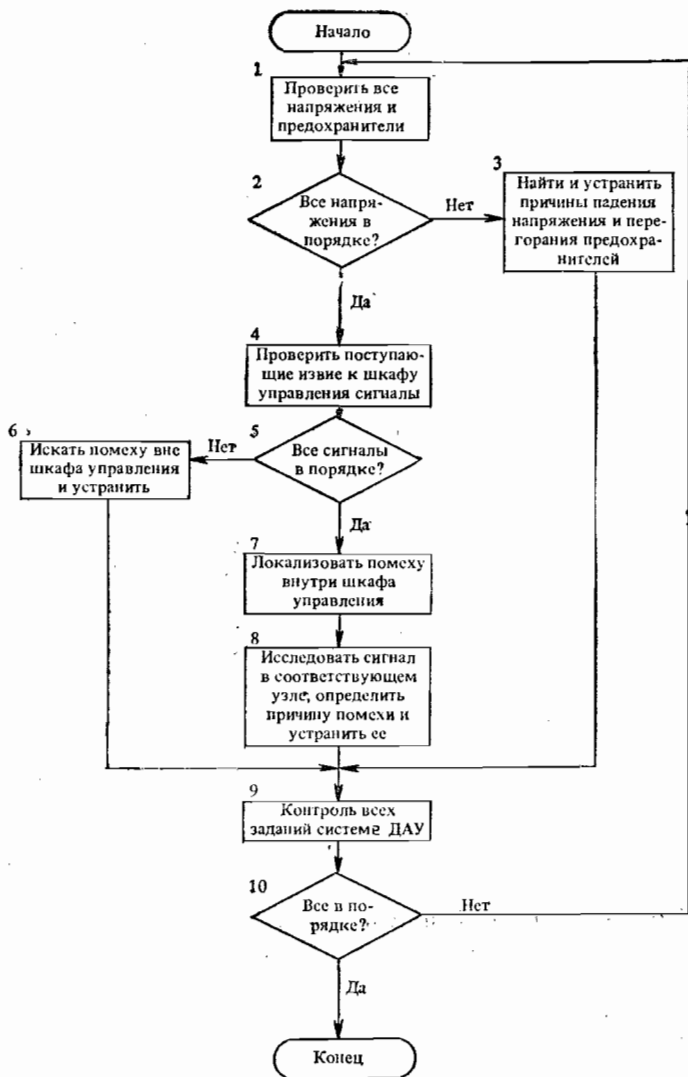 Начало
1
Проверить все
напряжения и
предохранители
2
Все напря-
жения в
порядке?
Нет
3
Найти и устранить
причины падения
напряжения и пере-
горания предохра-
нителей
Да
4
Проверить поступаю-
щие извне к шкафу
управления сигналы
5
Все сигналы
в порядке?
Нет
6
Искать помеху вне
шкафа управления
и устранить
Да
7
Локализовать помеху
внутри шкафа
управления
8
Исследовать сигнал
в соответствующем
узле, определить
причину помехи и
устранить ее
9
Контроль всех
заданий системе ДАУ
10
Все в по-
рядке?
Нет
Да
Конец